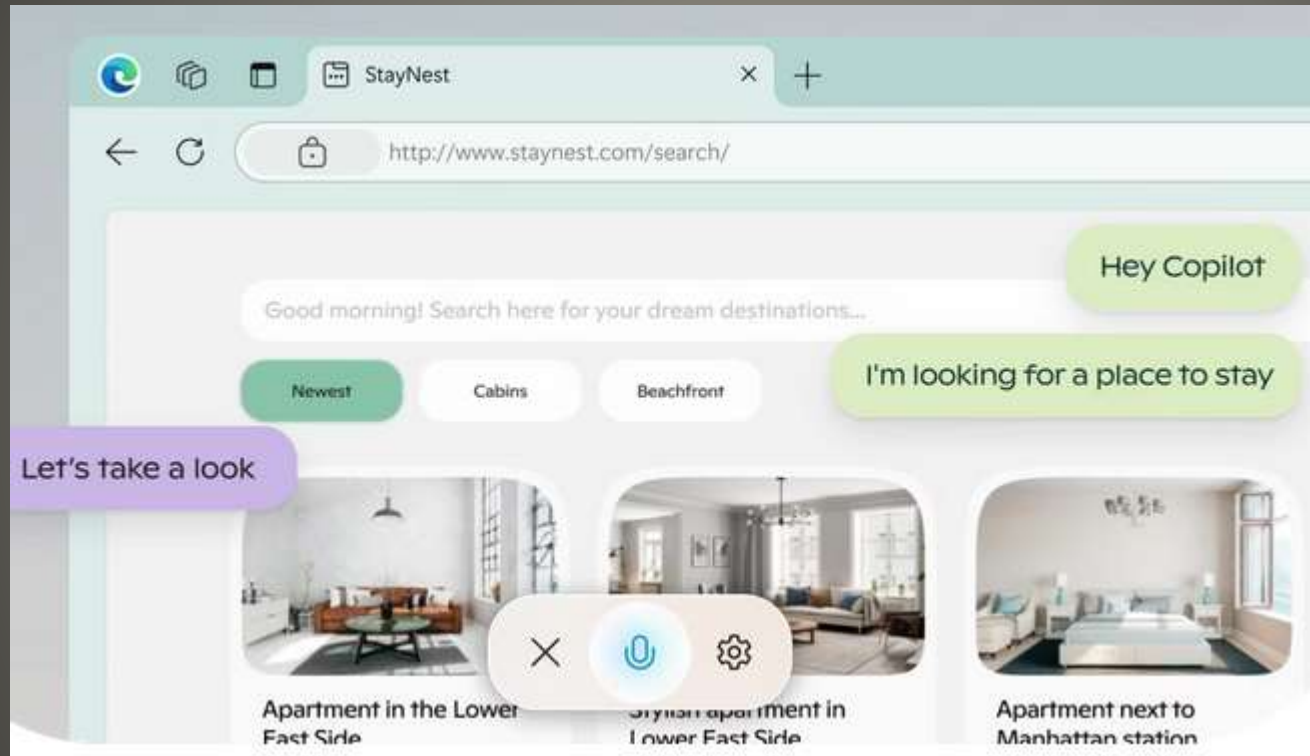 StayNest
http://www.staynest.com/search/
Hey Copilot
Good morning! Search here for your dream destinations...
I'm looking for a place to stay
Newest
Cabins
Beachfront
Let's take a look
Apartment in the Lower
East Side
Stylish apartment in
Lower East Side
Apartment next to
Manhattan station